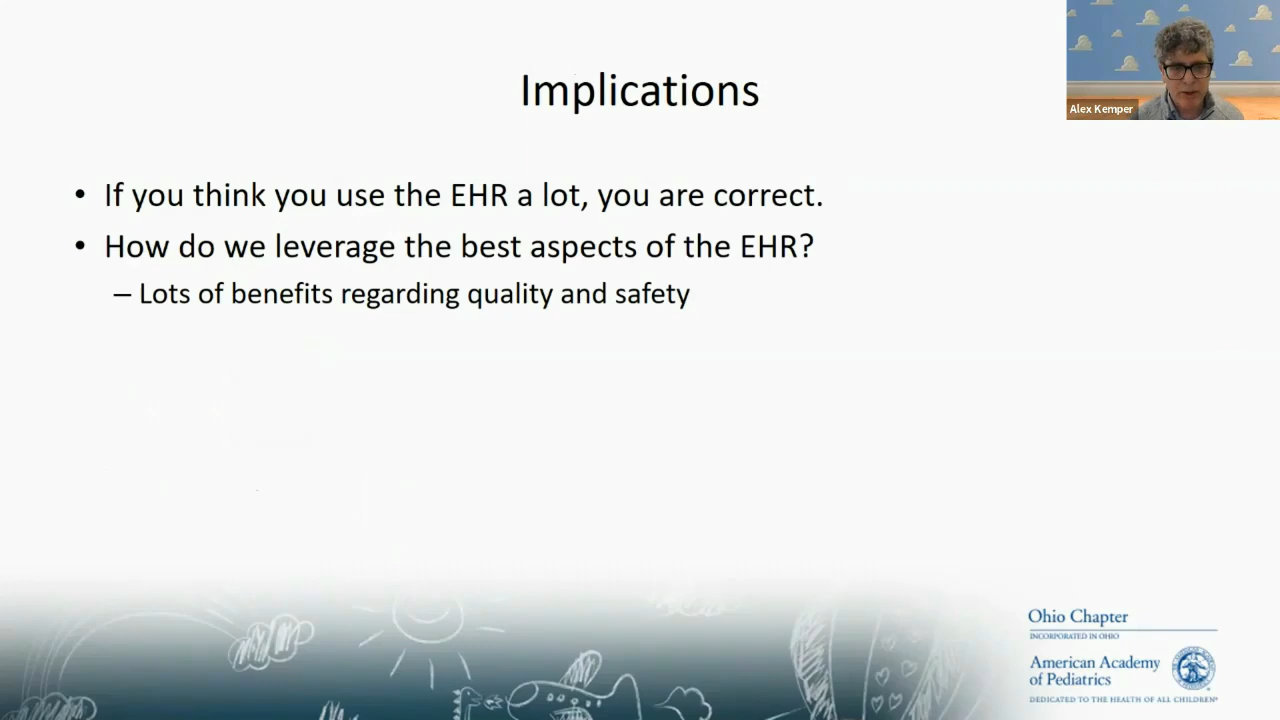 Implications
Alex Kemper
• If you think you use the EHR a lot, you are correct.
• How do we leverage the best aspects of the EHR?
– Lots of benefits regarding quality and safety
Ohio Chapter
INCORPORATED IN OHIO
American Academy
of Pediatrics
DEDICATED TO THE HEALTH OF ALL CHILDREN®